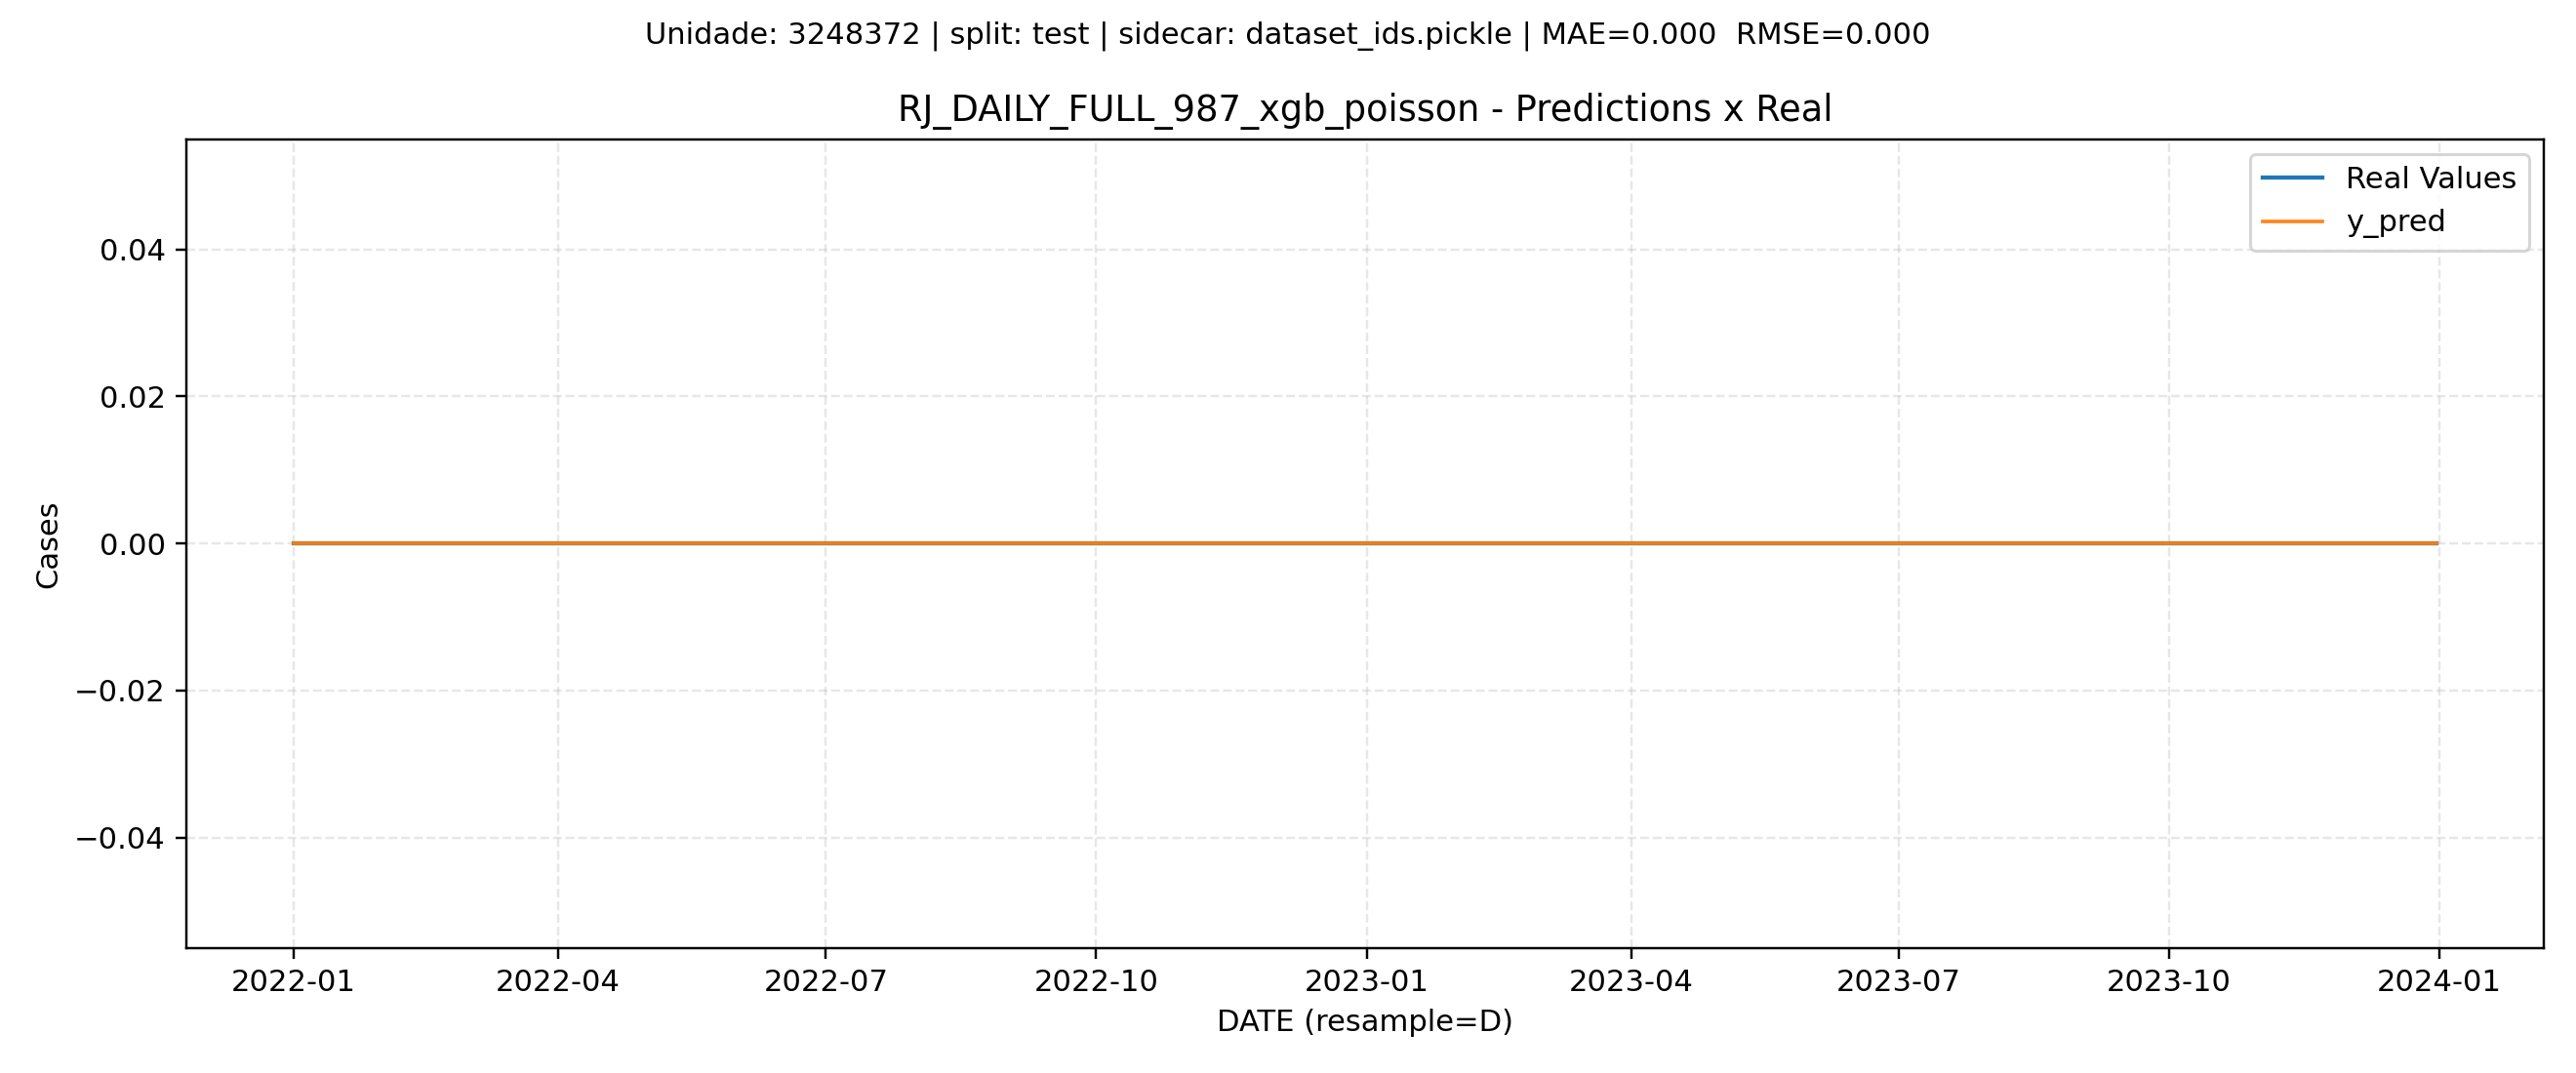 Unidade: 3248372 | split: test | sidecar: dataset_ids.pickle | MAE=0.000  RMSE=0.000
RJ_DAILY_FULL_987_xgb_poisson - Predictions x Real
Real Values
y_pred
0.04
0.02
0.00
−0.02
−0.04
Cases
2022-01 2022-04 2022-07 2022-10 2023-01 2023-04 2023-07 2023-10 2024-01
DATE (resample=D)